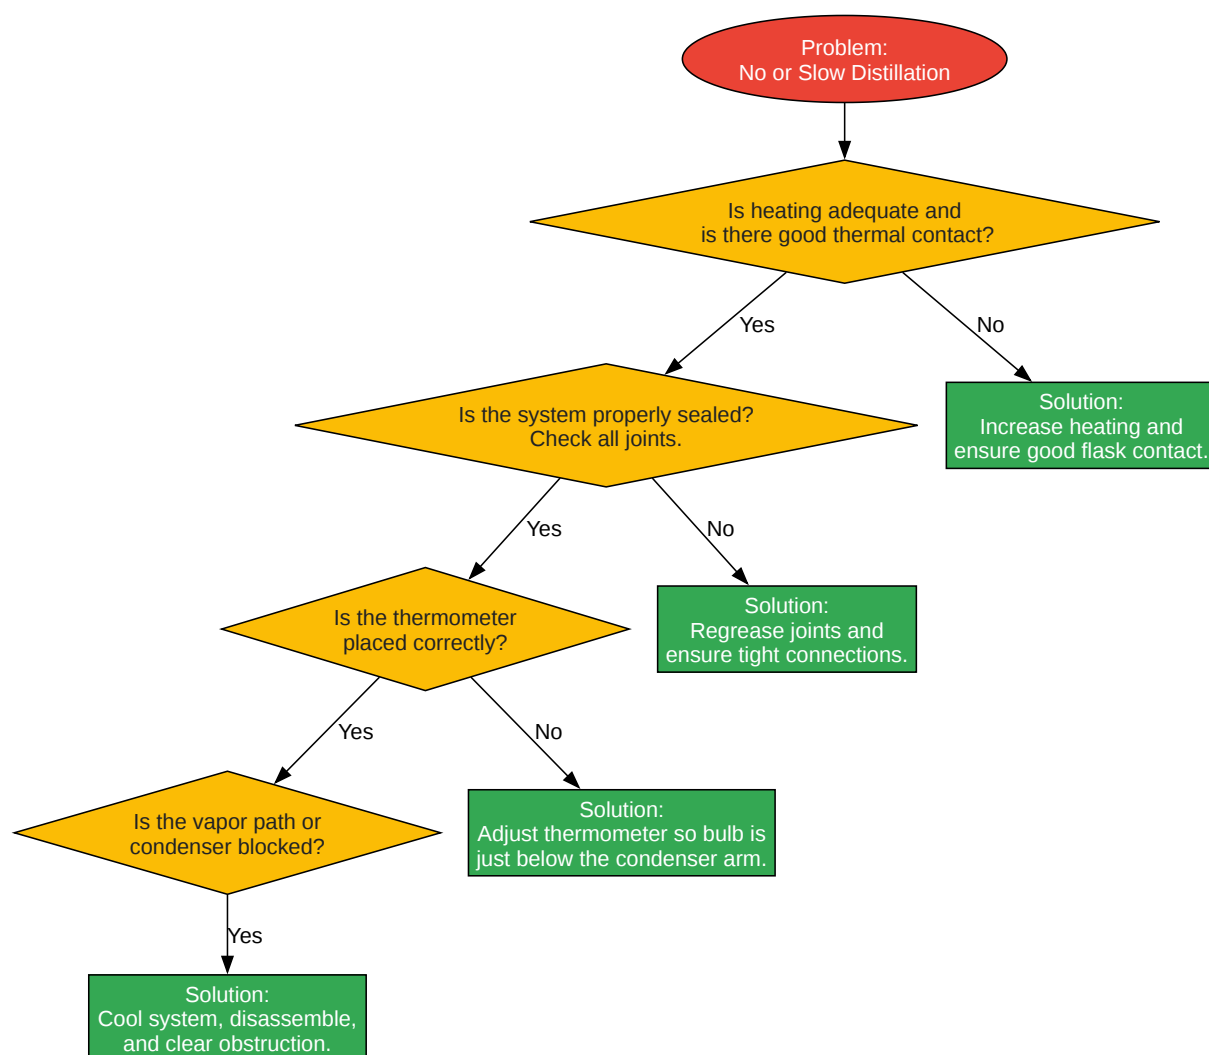 Problem:
No or Slow Distillation
Is heating adequate and
is there good thermal contact?
Yes
No
Is the system properly sealed?
Check all joints.
Solution:
Increase heating and
ensure good flask contact.
Yes
No
Is the thermometer
placed correctly?
Solution:
Regrease joints and
ensure tight connections.
Yes
No
Is the vapor path or
condenser blocked?
Solution:
Adjust thermometer so bulb is
just below the condenser arm.
Yes
Solution:
Cool system, disassemble,
and clear obstruction.